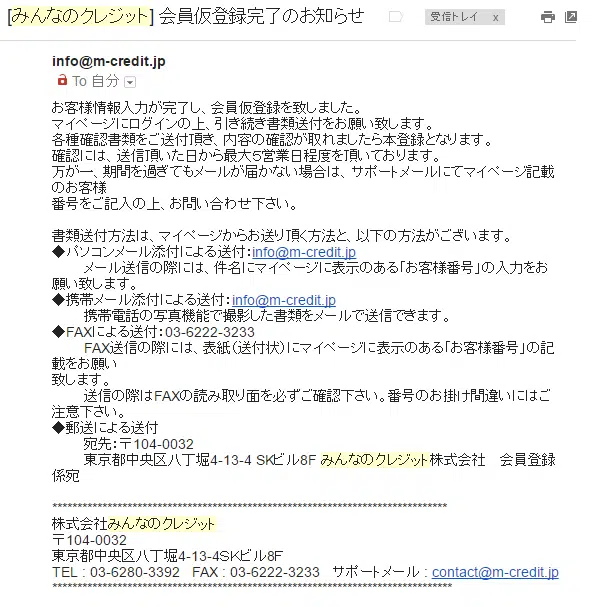 [みんなのクレジット] 会員仮登録完了のお知らせ 受信トレイ x
info@m-credit.jp
To 自分
お客様情報入力が完了し、会員仮登録を致しました。
マイページにログインの上、引き続き書類送付をお願い致します。
各種確認書類をご送付頂き、内容の確認が取れましたら本登録となります。
確認には、送信頂いた日から最大5営業日程度を頂いております。
万が一、期間を過ぎてもメールが届かない場合は、サポートメールにてマイページ記載
のお客様
番号をご記入の上、お問い合わせ下さい。
書類送付方法は、マイページからお送り頂く方法と、以下の方法がございます。
◆パソコンメール添付による送付：info@m-credit.jp
メール送信の際には、件名にマイページに表示のある「お客様番号」の入力をお
願い致します。
◆携帯メール添付による送付：info@m-credit.jp
携帯電話の写真機能で撮影した書類をメールで送信できます。
◆FAXによる送付：03-6222-3233
FAX送信の際には、表紙（送付状）にマイページに表示のある「お客様番号」の記
載をお願い
致します。
送信の際はFAXの読み取り面を必ずご確認下さい。番号のお掛け間違いにはご
注意下さい。
◆郵送による送付
宛先：〒104-0032
東京都中央区八丁堀4-13-4 SKビル8F みんなのクレジット株式会社　会員登録
係宛
******************************************************************************
株式会社みんなのクレジット
〒104-0032
東京都中央区八丁堀4-13-4SKビル8F
TEL : 03-6280-3392 FAX : 03-6222-3233 サポートメール : contact@m-credit.jp
*******************************************************************************